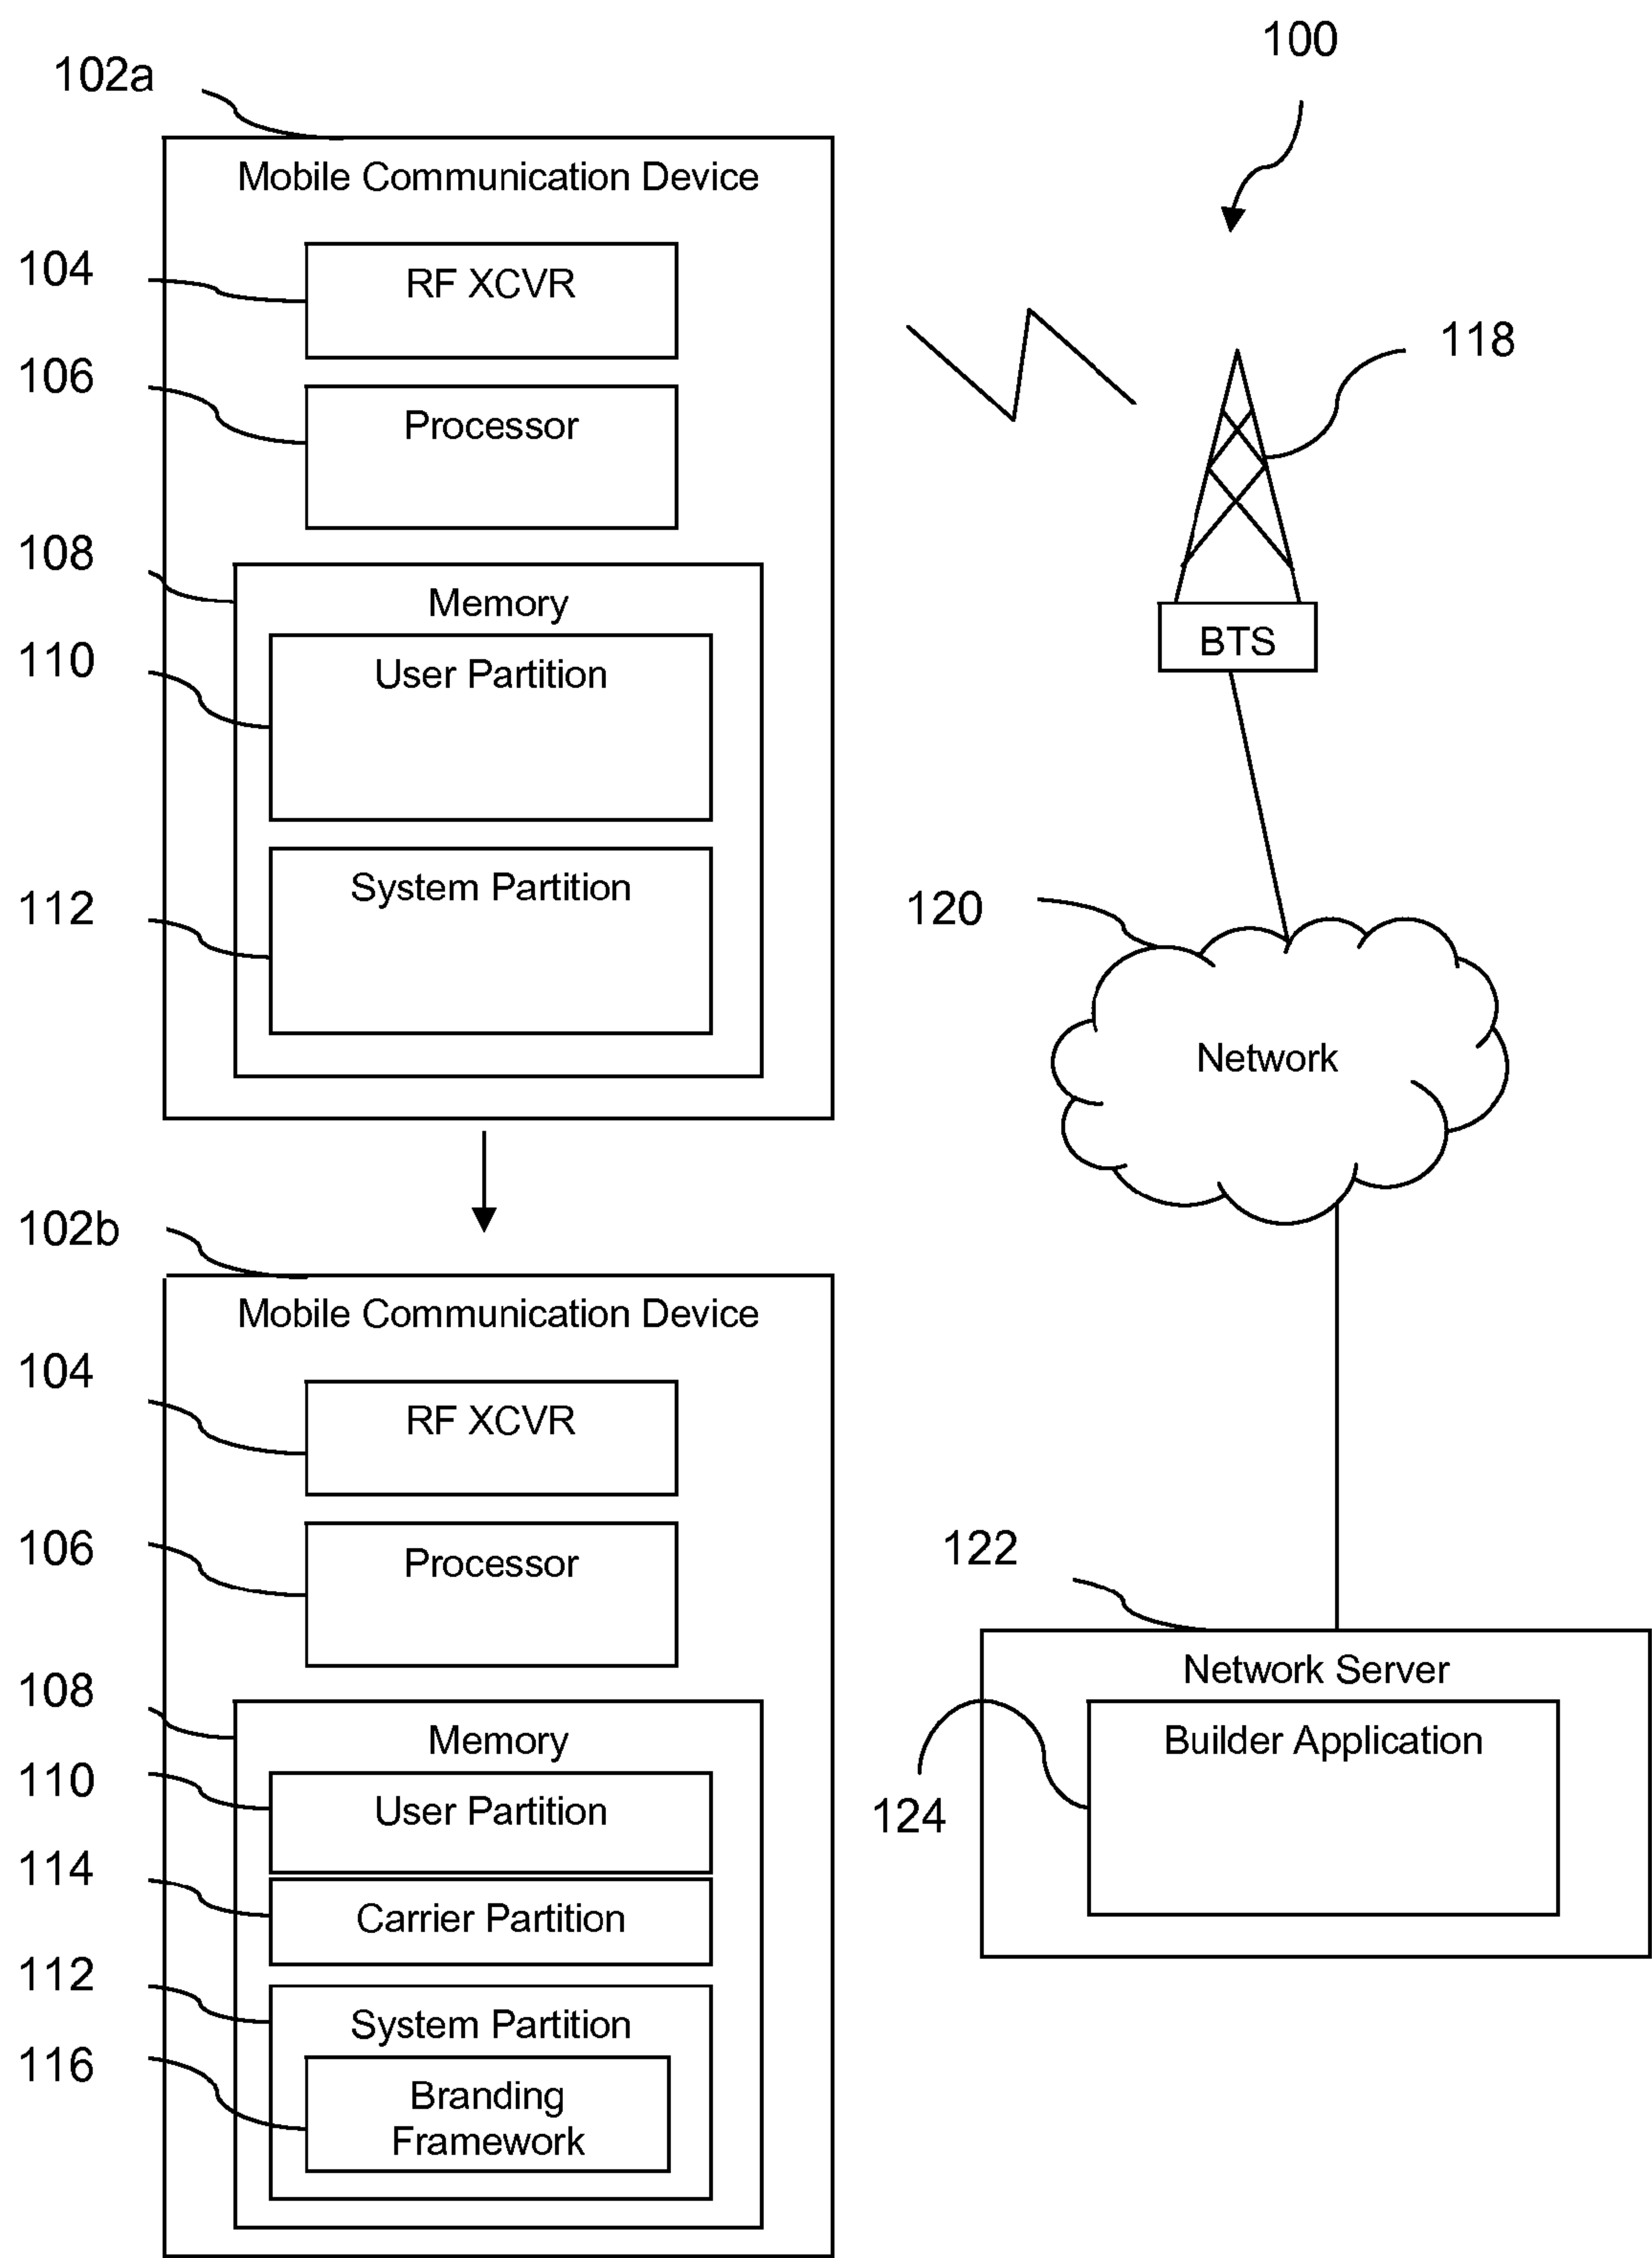 100
102a
Mobile Communication Device
104
RF XCVR
106
Processor
108
Memory
110
User Partition
112
System Partition
118
BTS
120
Network
102b
Mobile Communication Device
104
RF XCVR
106
Processor
108
Memory
110
User Partition
114
Carrier Partition
112
System Partition
116
Branding
Framework
122
Network Server
Builder Application
124